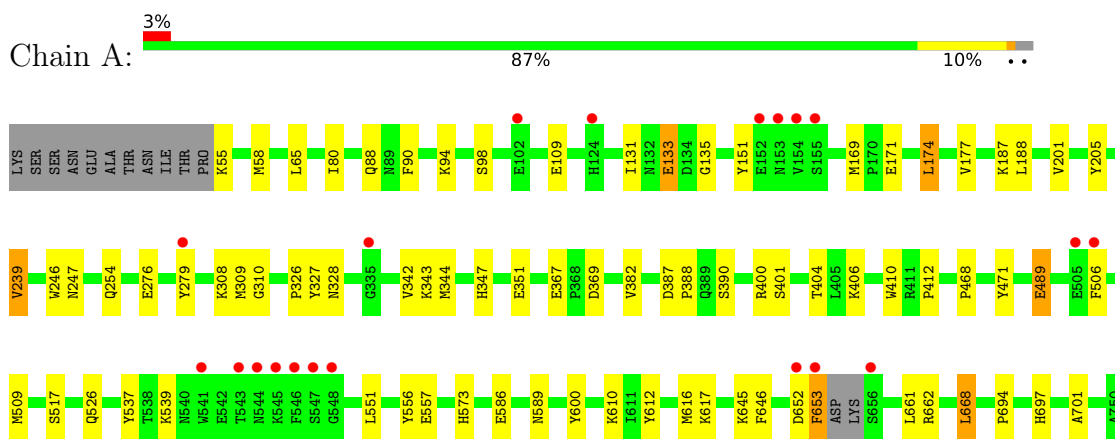 3%
Chain A:
87% 10% • •
LYS SER SER ASN GLU ALA THR ASN ILE THR PRO K55 M58 L65 I80 Q88 N89 F90 K94 S98 E102 E109 H124 I131 N132 E133 D134 G135 Y151 E152 N153 V154 S155 M169 P170 E171 L174 V177 K187 L188 V201 Y205
V239 W246 N247 Q254 E276 Y279 K308 M309 G310 P326 Y327 N328 G335 V342 K343 M344 H347 E351 E367 P368 D369 V382 D387 P388 Q389 S390 R400 S401 T404 L405 K406 W410 R411 P412 P468 Y471 E489 E505 F506
M509 S517 Q526 Y537 T538 K539 N540 W541 E542 T543 N544 K545 F546 S547 G548 L551 Y556 E557 H573 E586 N589 Y600 K610 I611 Y612 M616 K617 K645 F646 D652 F653 ASP LYS S656 L661 R662 L668 P694 H697 A701